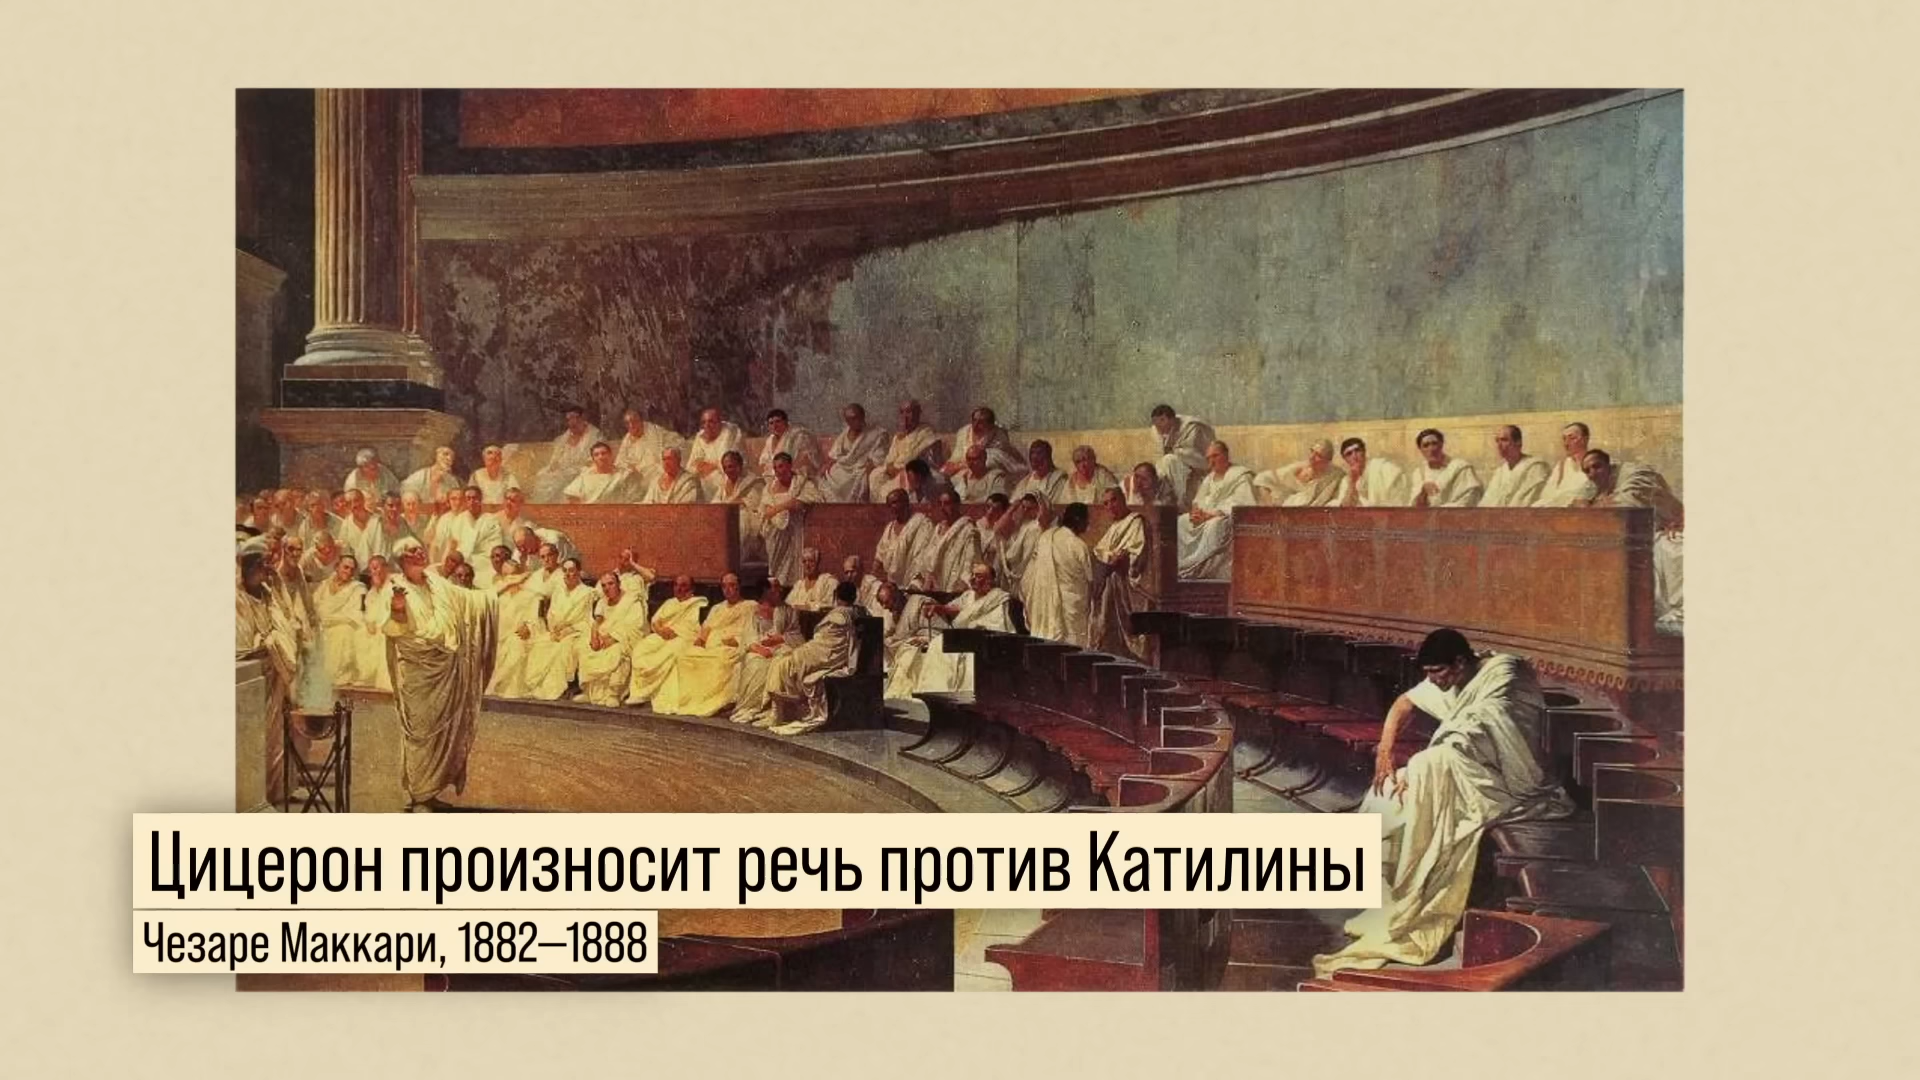 Цицерон произносит речь против Катилины
Чезаре Маккари, 1882–1888